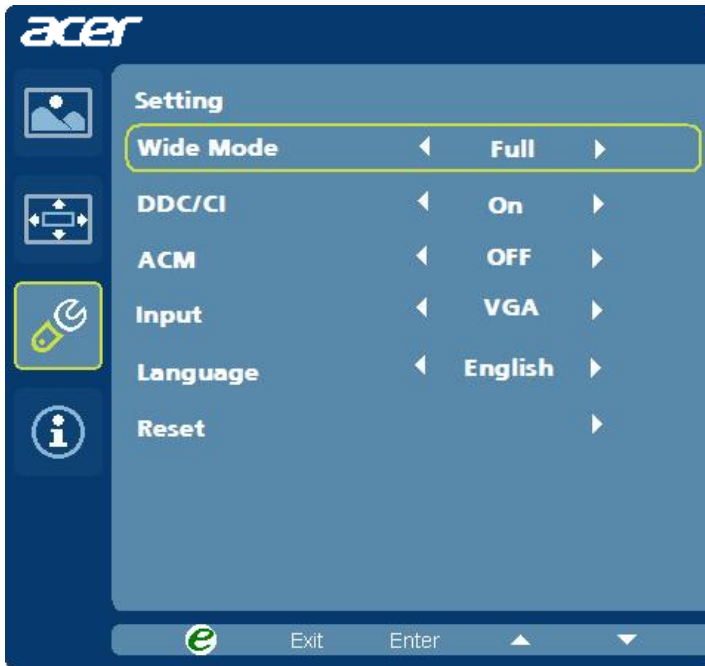 acer
Setting
Wide Mode Full
DDC/CI On
ACM OFF
Input VGA
Language English
Reset
e Exit Enter